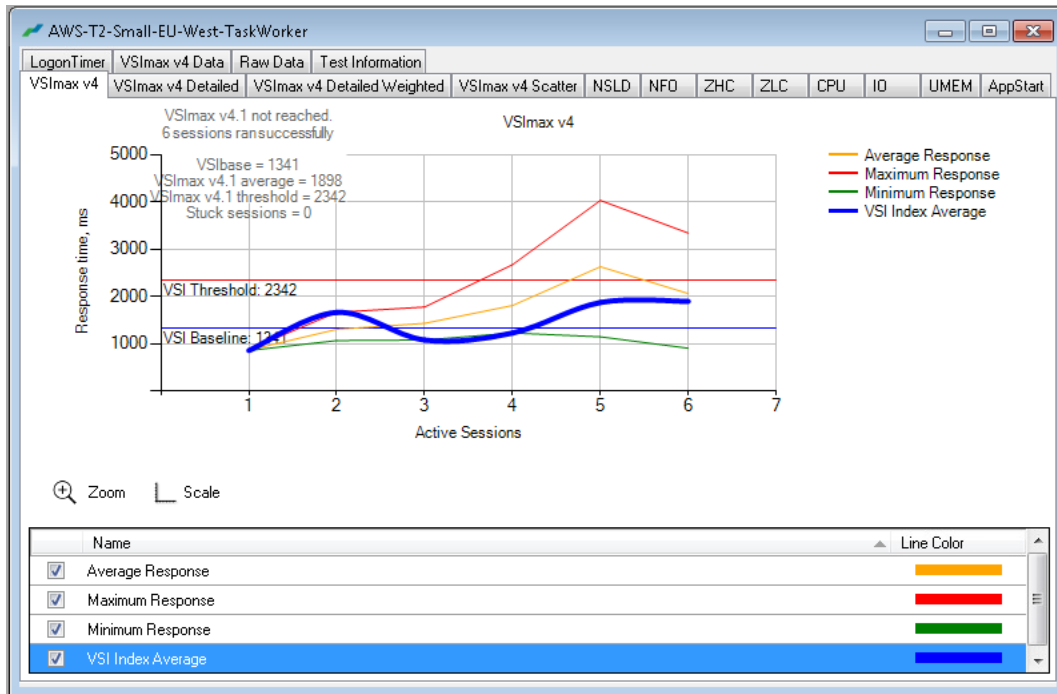 AWS-T2-Small-EU-West-TaskWorker
LogonTimer VSImax v4 Data Raw Data Test Information
VSImax v4 VSImax v4 Detailed VSImax v4 Detailed Weighted VSImax v4 Scatter NSLD NFO ZHC ZLC CPU IO UMEM AppStart
VSImax v4.1 not reached.
6 sessions ran successfully
VSImax v4
VSIbase = 1341
VSImax v4.1 average = 1898
VSImax v4.1 threshold = 2342
Stuck sessions = 0
Average Response
Maximum Response
Minimum Response
VSI Index Average
Response time, ms
5000
4000
3000
2000
1000
VSI Threshold: 2342
VSI Baseline: 1341
1 2 3 4 5 6 7
Active Sessions
Zoom Scale
Name Line Color
Average Response
Maximum Response
Minimum Response
VSI Index Average